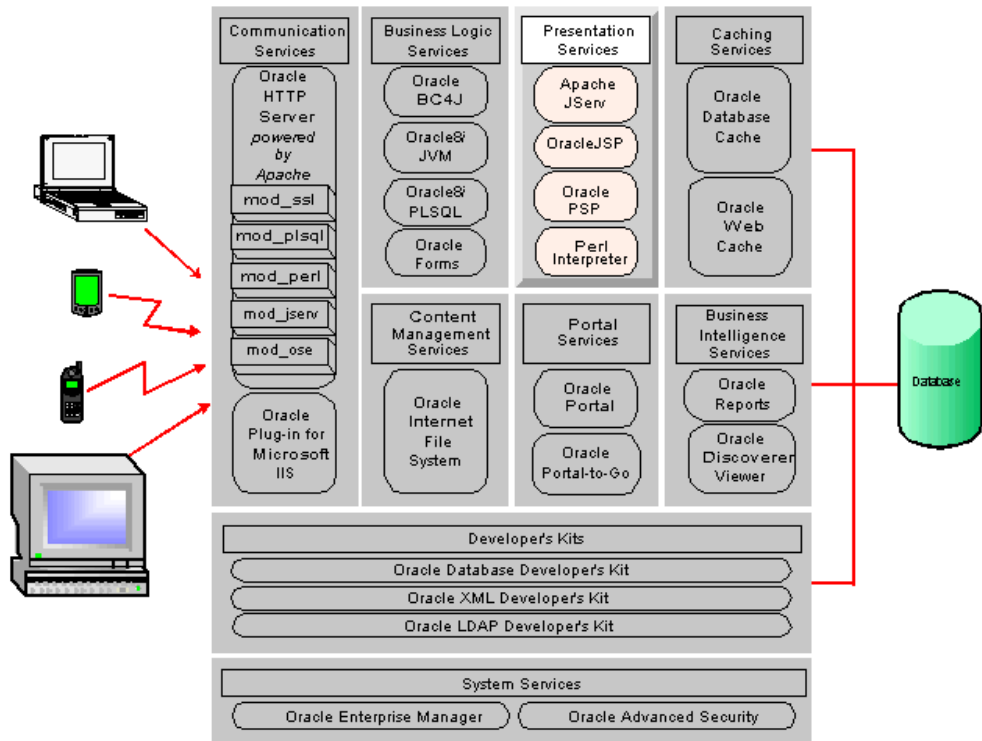 Communication
Services
Oracle
HTTP
Server
powered
by
Apache
mod_ssl
mod_plsql
mod_perl
mod_jserv
mod_ose
Oracle
Plug-in for
Microsoft
IIS
Business Logic
Services
Oracle
BC4J
Oracle8i
JVM
Oracle8i
PLSQL
Oracle
Forms
Presentation
Services
Apache
JServ
OracleJSP
Oracle
PSP
Perl
Interpreter
Caching
Services
Oracle
Database
Cache
Oracle
Web
Cache
Content
Management
Services
Oracle
Internet
File
System
Portal
Services
Oracle
Portal
Oracle
Portal-to-Go
Business
Intelligence
Services
Oracle
Reports
Oracle
Discoverer
Viewer
Database
Developer's Kits
Oracle Database Developer's Kit
Oracle XML Developer's Kit
Oracle LDAP Developer's Kit
System Services
Oracle Enterprise Manager
Oracle Advanced Security